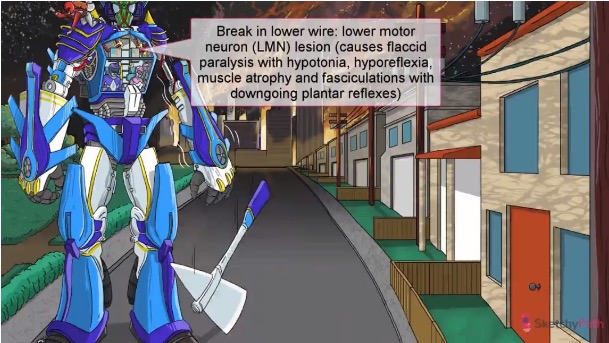 Break in lower wire: lower motor
neuron (LMN) lesion (causes flaccid
paralysis with hypotonia, hyporeflexia,
muscle atrophy and fasciculations with
downgoing plantar reflexes)
SketchyPath